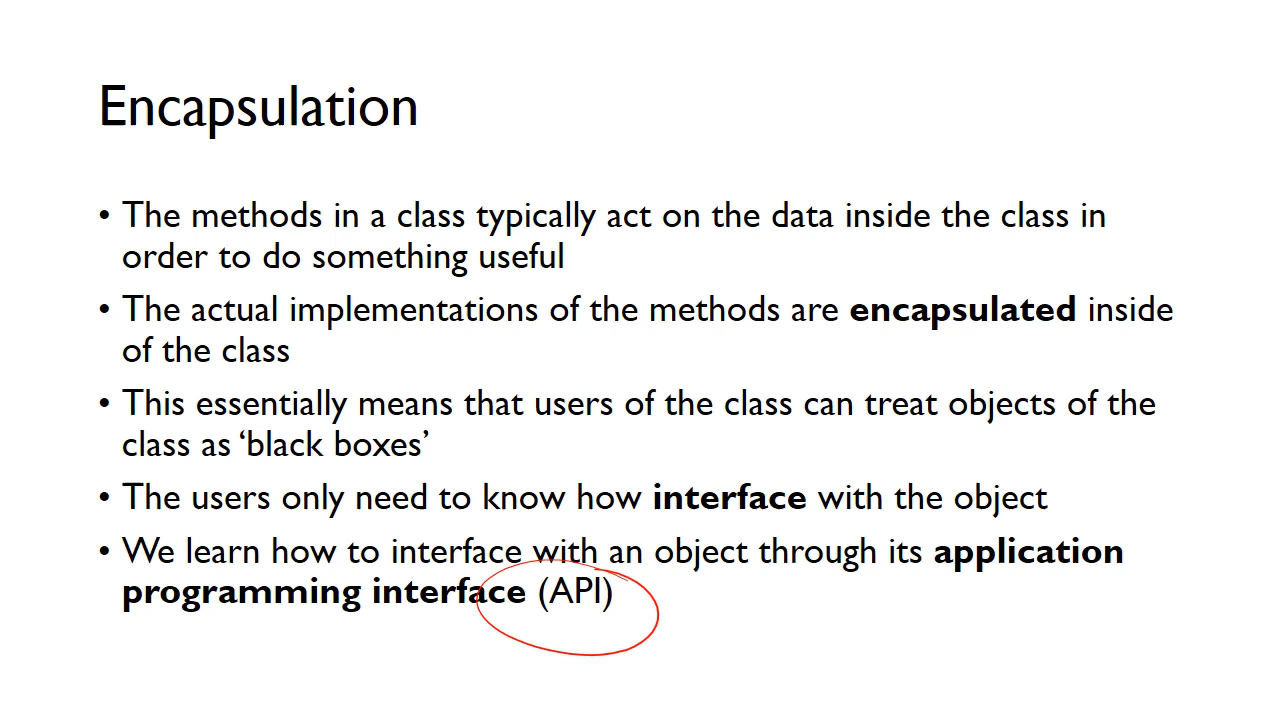 Encapsulation
• The methods in a class typically act on the data inside the class in
order to do something useful
• The actual implementations of the methods are encapsulated inside
of the class
• This essentially means that users of the class can treat objects of the
class as ‘black boxes’
• The users only need to know how interface with the object
• We learn how to interface with an object through its application
programming interface (API)